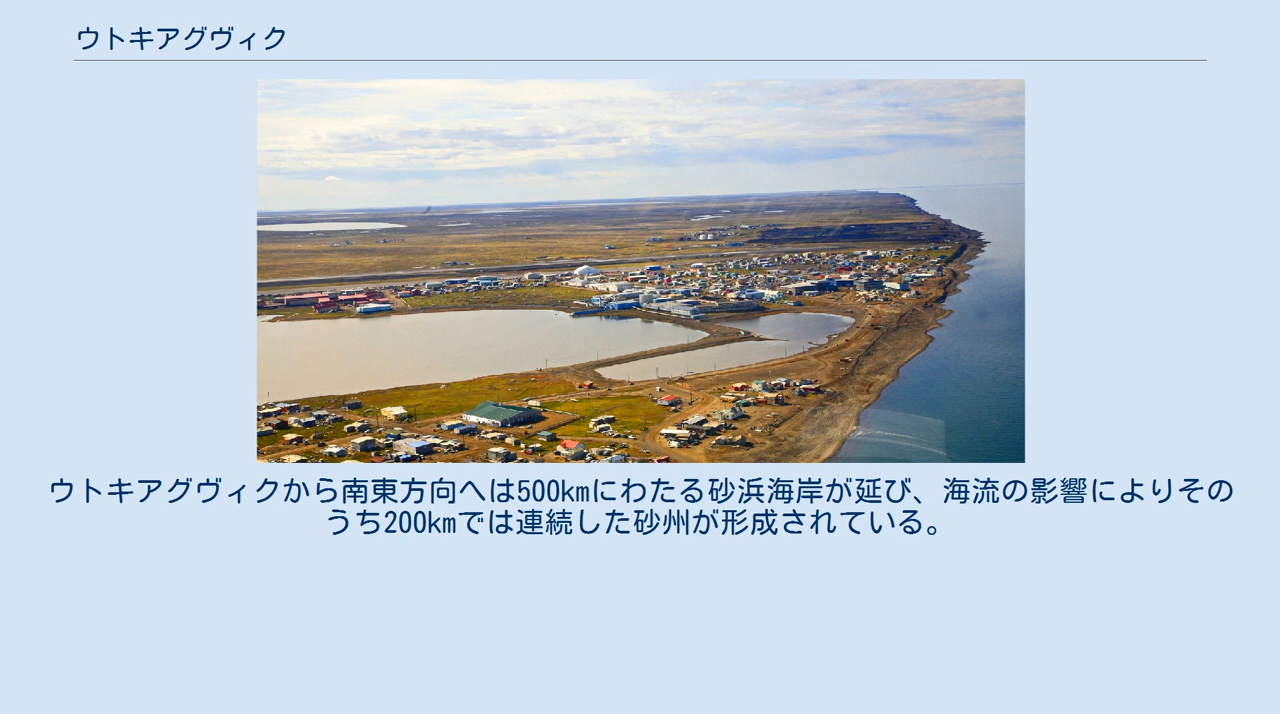 ウトキアグヴィク
ウトキアグヴィクから南東方向へは500kmにわたる砂浜海岸が延び、海流の影響によりその
うち200kmでは連続した砂州が形成されている。